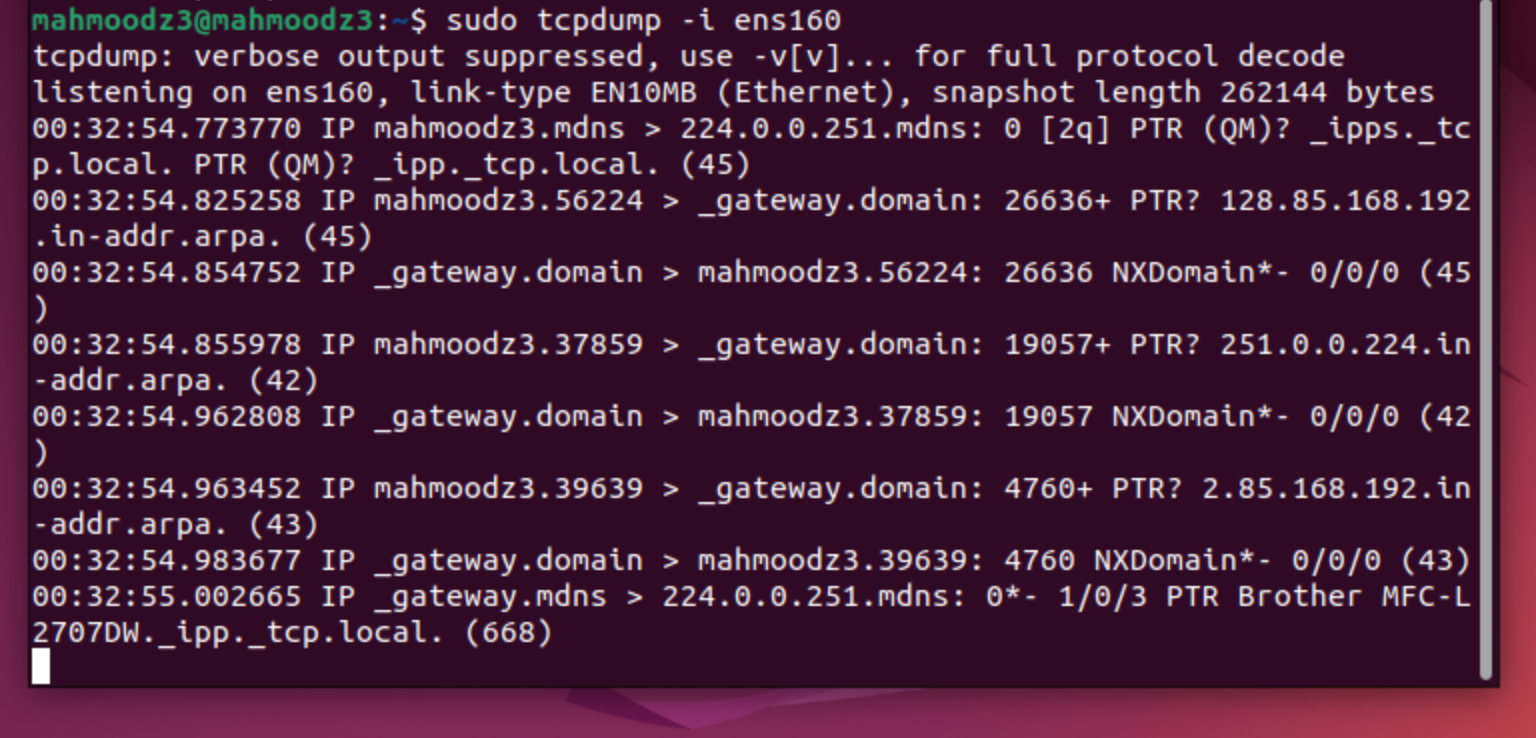 mahmoodz3@mahmoodz3:~$ sudo tcpdump -i ens160
tcpdump: verbose output suppressed, use -v[v]... for full protocol decode
listening on ens160, link-type EN10MB (Ethernet), snapshot length 262144 bytes
00:32:54.773770 IP mahmoodz3.mdns > 224.0.0.251.mdns: 0 [2q] PTR (QM)? _ipps._tc
p.local. PTR (QM)? _ipp._tcp.local. (45)
00:32:54.825258 IP mahmoodz3.56224 > _gateway.domain: 26636+ PTR? 128.85.168.192
.in-addr.arpa. (45)
00:32:54.854752 IP _gateway.domain > mahmoodz3.56224: 26636 NXDomain*- 0/0/0 (45
)
00:32:54.855978 IP mahmoodz3.37859 > _gateway.domain: 19057+ PTR? 251.0.0.224.in
-addr.arpa. (42)
00:32:54.962808 IP _gateway.domain > mahmoodz3.37859: 19057 NXDomain*- 0/0/0 (42
)
00:32:54.963452 IP mahmoodz3.39639 > _gateway.domain: 4760+ PTR? 2.85.168.192.in
-addr.arpa. (43)
00:32:54.983677 IP _gateway.domain > mahmoodz3.39639: 4760 NXDomain*- 0/0/0 (43)
00:32:55.002665 IP _gateway.mdns > 224.0.0.251.mdns: 0*- 1/0/3 PTR Brother MFC-L
2707DW._ipp._tcp.local. (668)